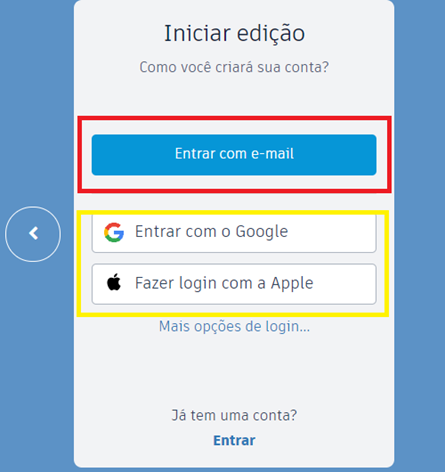 Iniciar edição
Como você criará sua conta?
Entrar com e-mail
Entrar com o Google
Fazer login com a Apple
Mais opções de login...
Já tem uma conta?
Entrar